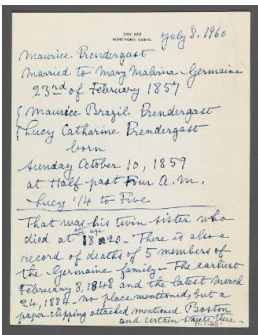 July 8. 1960
Maurice Prendergast
Married to Mary Malvina Germaine
23rd of February 1857
Maurice Brazil Prendergast
Lucy Catharine Prendergast
born
Sunday October 10, 1859
at Half past Four A.M.
Lucy 1/4 to Five
That was his twin sister who
died at the age 18 20 - There is also a
record of deaths of 5 members of
the Germaine family - The earliest
February 8, 1848 and the latest March
24, 1884. no place mentioned, but a
paper clipping attached mentioned Boston
and certain